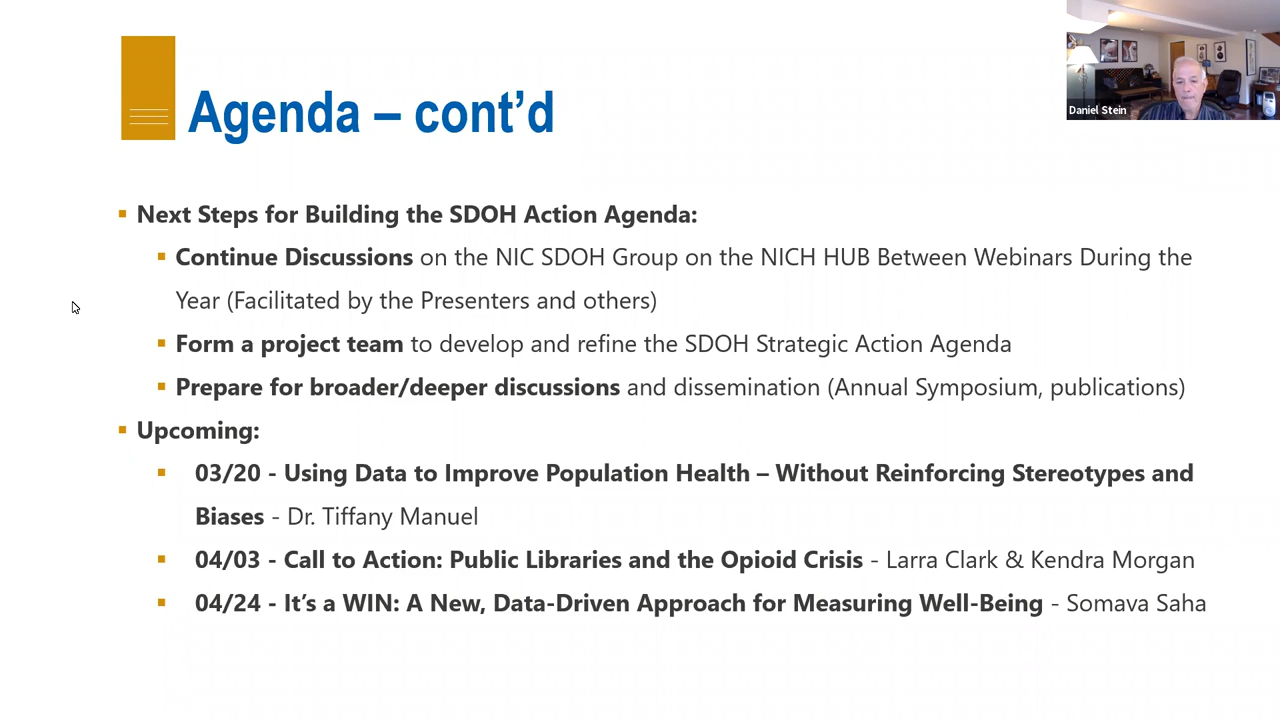 Daniel Stein
Agenda – cont’d
▪ Next Steps for Building the SDOH Action Agenda:
▪ Continue Discussions on the NIC SDOH Group on the NICH HUB Between Webinars During the
Year (Facilitated by the Presenters and others)
▪ Form a project team to develop and refine the SDOH Strategic Action Agenda
▪ Prepare for broader/deeper discussions and dissemination (Annual Symposium, publications)
▪ Upcoming:
▪ 03/20 - Using Data to Improve Population Health – Without Reinforcing Stereotypes and
Biases - Dr. Tiffany Manuel
▪ 04/03 - Call to Action: Public Libraries and the Opioid Crisis - Larra Clark & Kendra Morgan
▪ 04/24 - It’s a WIN: A New, Data-Driven Approach for Measuring Well-Being - Somava Saha